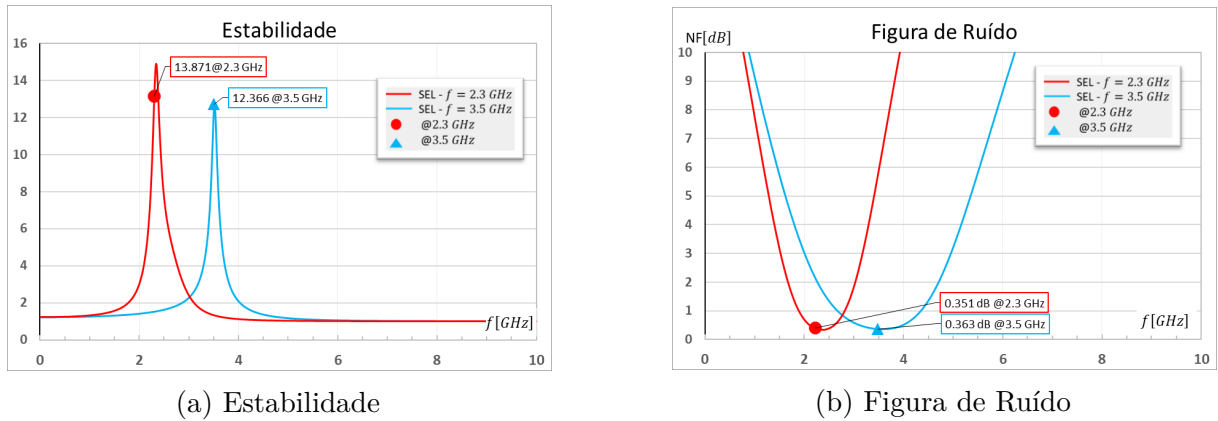 Estabilidade
16
14
12
10
8
6
4
2
0
2
4
6
8
10
13.871@2.3 GHz
12.366 @3.5 GHz
SEL - f = 2.3 GHz
SEL - f = 3.5 GHz
@2.3 GHz
@3.5 GHz
f[GHz]
(a) Estabilidade
NF[dB]
Figura de Ruído
10
9
8
7
6
5
4
3
2
1
0
0
2
4
6
8
10
SEL - f = 2.3 GHz
SEL - f = 3.5 GHz
@2.3 GHz
@3.5 GHz
0.351 dB @2.3 GHz
0.363 dB @3.5 GHz
f[GHz]
(b) Figura de Ruído